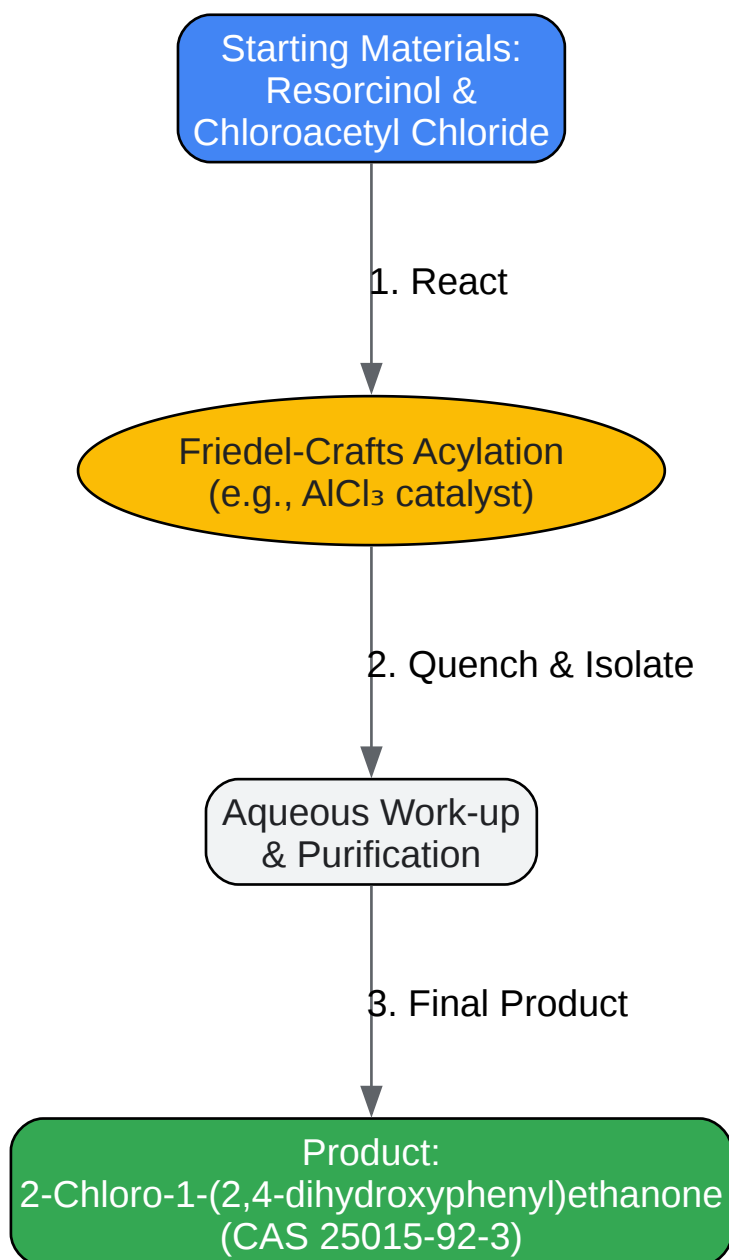 Starting Materials:
Resorcinol &
Chloroacetyl Chloride
1. React
Friedel-Crafts Acylation
(e.g., AlCl₃ catalyst)
2. Quench & Isolate
Aqueous Work-up
& Purification
3. Final Product
Product:
2-Chloro-1-(2,4-dihydroxyphenyl)ethanone
(CAS 25015-92-3)